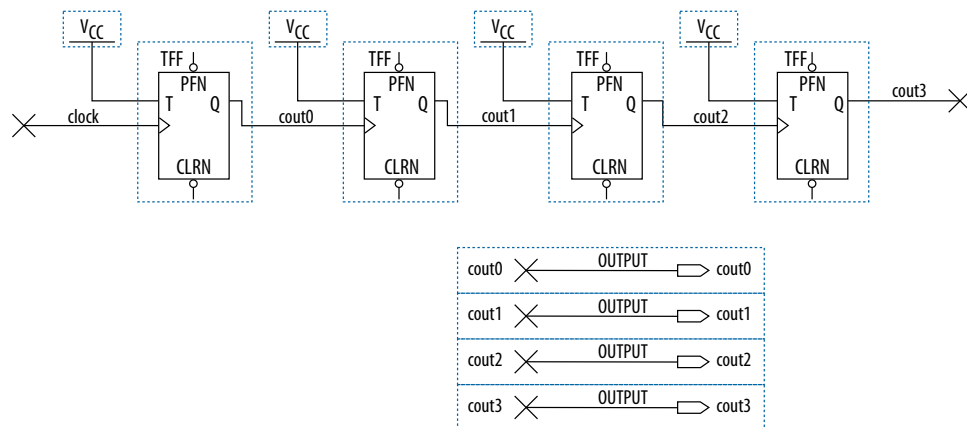 VCC VCC VCC VCC
TFF TFF TFF TFF
PFN PFN PFN PFN
T Q T Q T Q T Q
clock cout0 cout1 cout2 cout3
CLRN CLRN CLRN CLRN
cout0 OUTPUT cout0
cout1 OUTPUT cout1
cout2 OUTPUT cout2
cout3 OUTPUT cout3